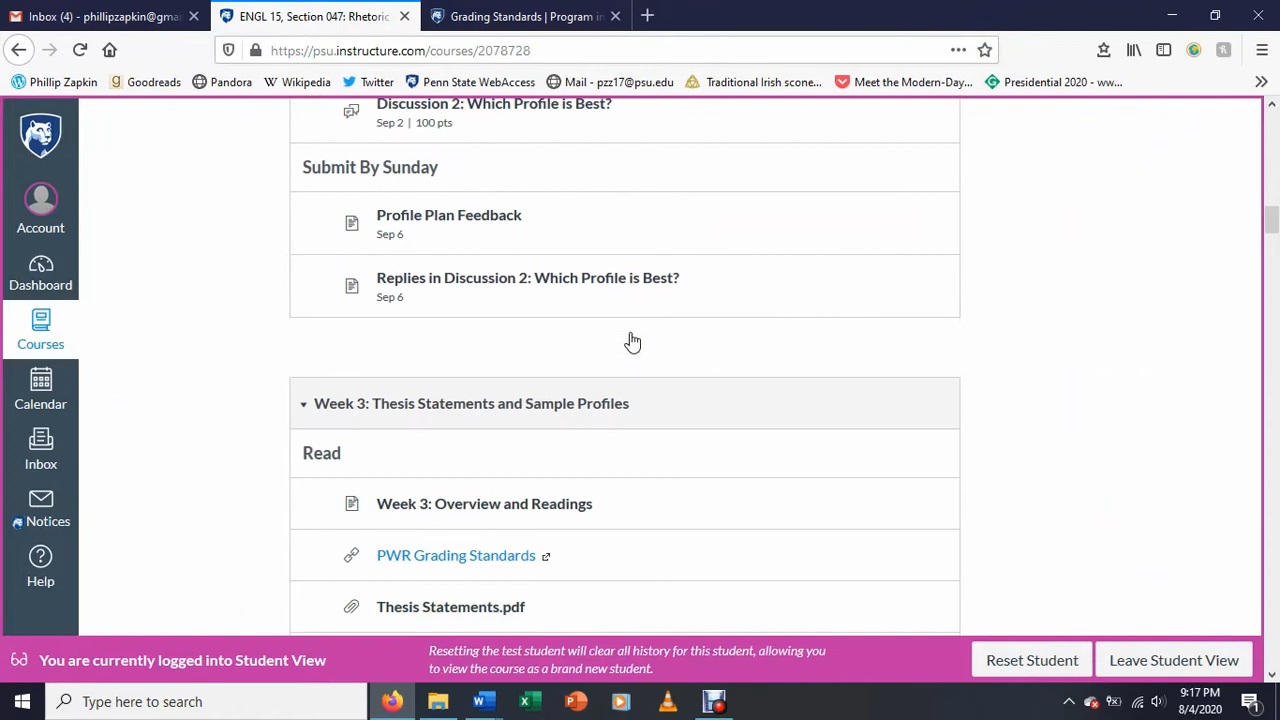 Inbox (4) - phillipzapkin@gma
ENGL 15, Section 047: Rhetoric
Grading Standards | Program in
https://psu.instructure.com/courses/2078728
Phillip Zapkin
Goodreads
Pandora
Wikipedia
Twitter
Penn State WebAccess
Mail - pzz17@psu.edu
Traditional Irish scone...
Meet the Modern-Day...
Presidential 2020 - ww...
Account
Dashboard
Courses
Calendar
Inbox
Notices
Help
Discussion 2: Which Profile is Best?
Sep 2 | 100 pts
Submit By Sunday
Profile Plan Feedback
Sep 6
Replies in Discussion 2: Which Profile is Best?
Sep 6
Week 3: Thesis Statements and Sample Profiles
Read
Week 3: Overview and Readings
PWR Grading Standards
Thesis Statements.pdf
You are currently logged into Student View
Resetting the test student will clear all history for this student, allowing you
to view the course as a brand new student.
Reset Student
Leave Student View
Type here to search
9:17 PM
8/4/2020